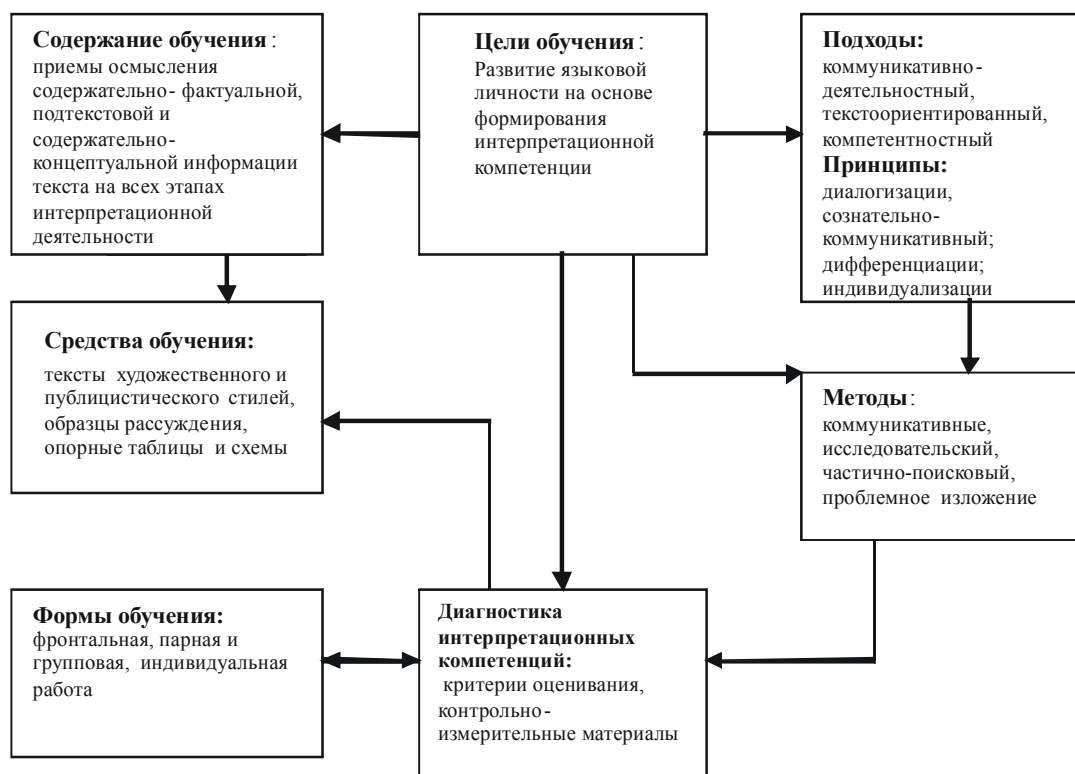 Содержание обучения:
приемы осмысления
содержательно- фактуальной,
подтекстовой и
содержательно-
концептуальной информации
текста на всех этапах
интерпретационной
деятельности
Цели обучения:
Развитие языковой
личности на основе
формирования
интерпретационной
компетенции
Подходы:
коммуникативно-
деятельностный,
текстоориентированный,
компетентностный
Принципы:
диалогизации,
сознательно-
коммуникативный;
дифференциации;
индивидуализации
Средства обучения:
тексты художественного и
публицистического стилей,
образцы рассуждения,
опорные таблицы и схемы
Методы:
коммуникативные,
исследовательский,
частично-поисковый,
проблемное изложение
Формы обучения:
фронтальная, парная и
групповая, индивидуальная
работа
Диагностика
интерпретационных
компетенций:
критерии оценивания,
контрольно-
измерительные материалы